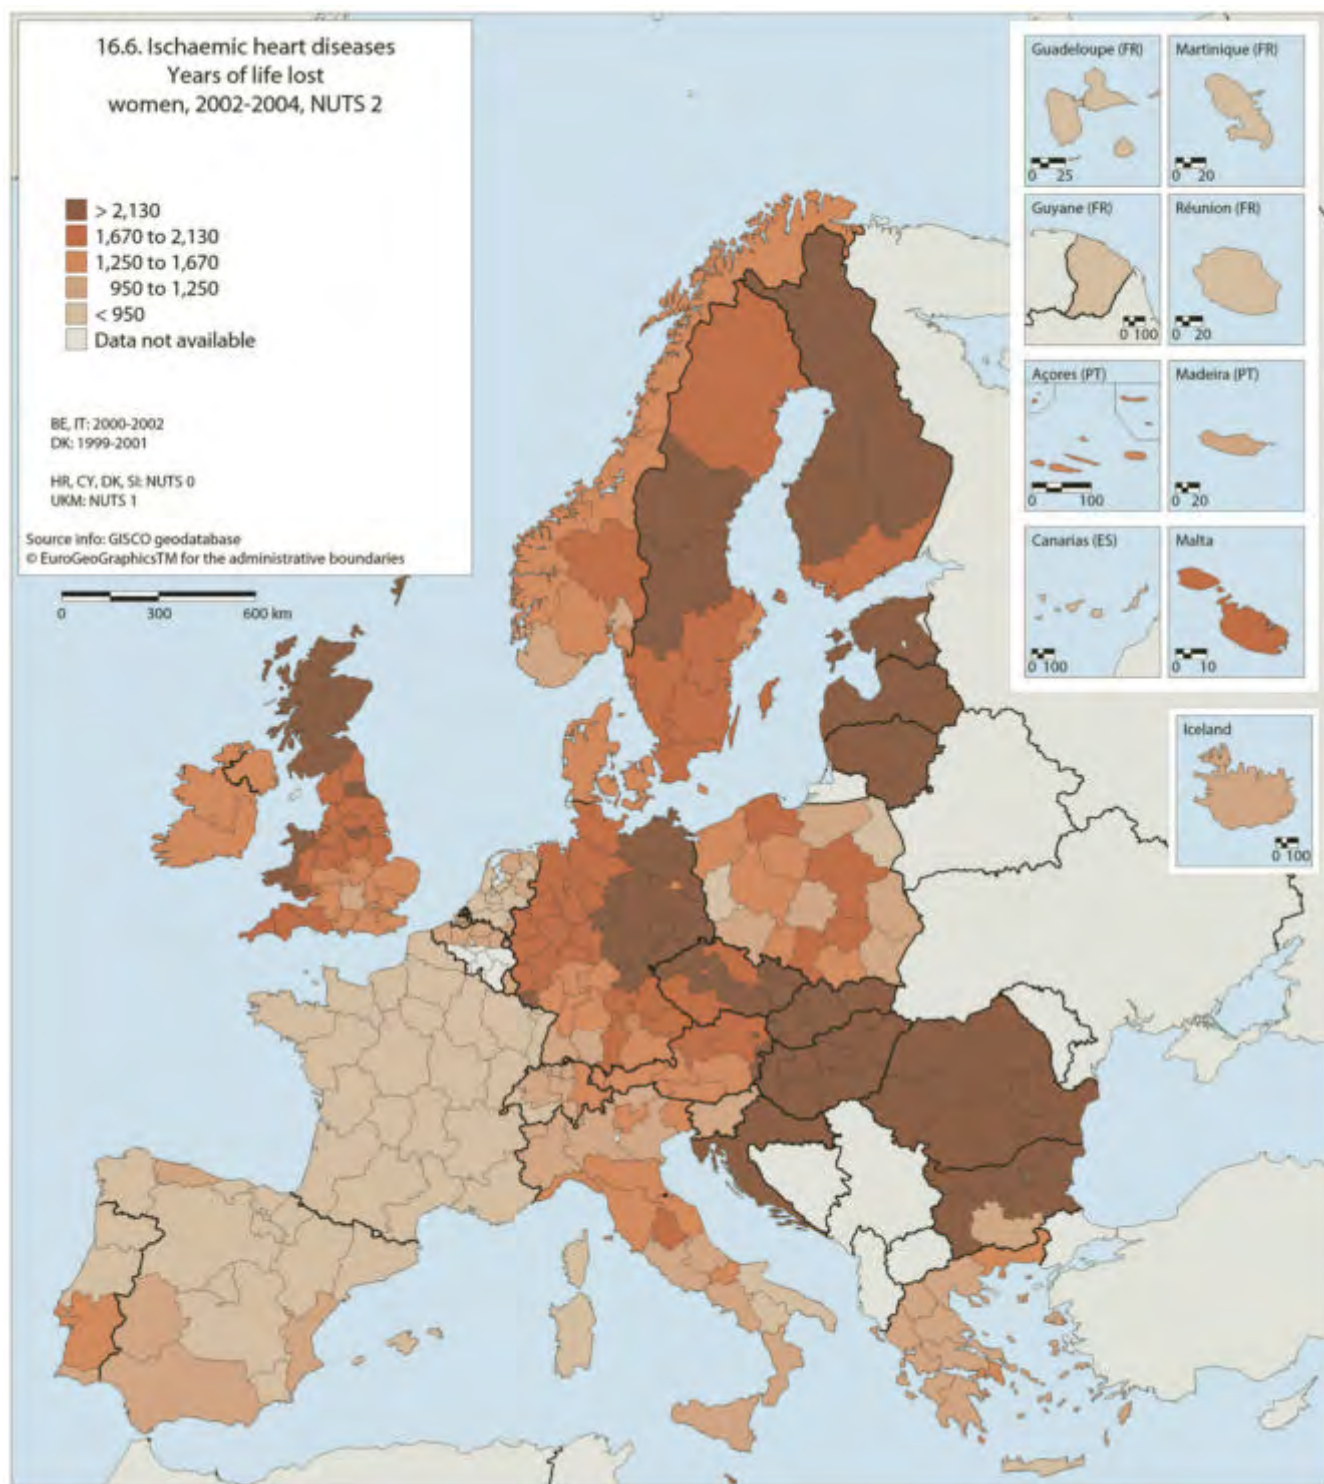 16.6. Ischaemic heart diseases
Years of life lost
women, 2002-2004, NUTS 2
> 2,130
1,670 to 2,130
1,250 to 1,670
950 to 1,250
< 950
Data not available
BE, IT: 2000-2002
DK: 1999-2001
HR, CY, DK, SI: NUTS 0
UKM: NUTS 1
Source info: GISCO geodatabase
© EuroGeoGraphicsTM for the administrative boundaries
0 300 600 km
Guadeloupe (FR)
0 25
Martinique (FR)
0 20
Guyane (FR)
0 100
Réunion (FR)
0 20
Açores (PT)
0 100
Madeira (PT)
0 20
Canarias (ES)
0 100
Malta
0 10
Iceland
0 100